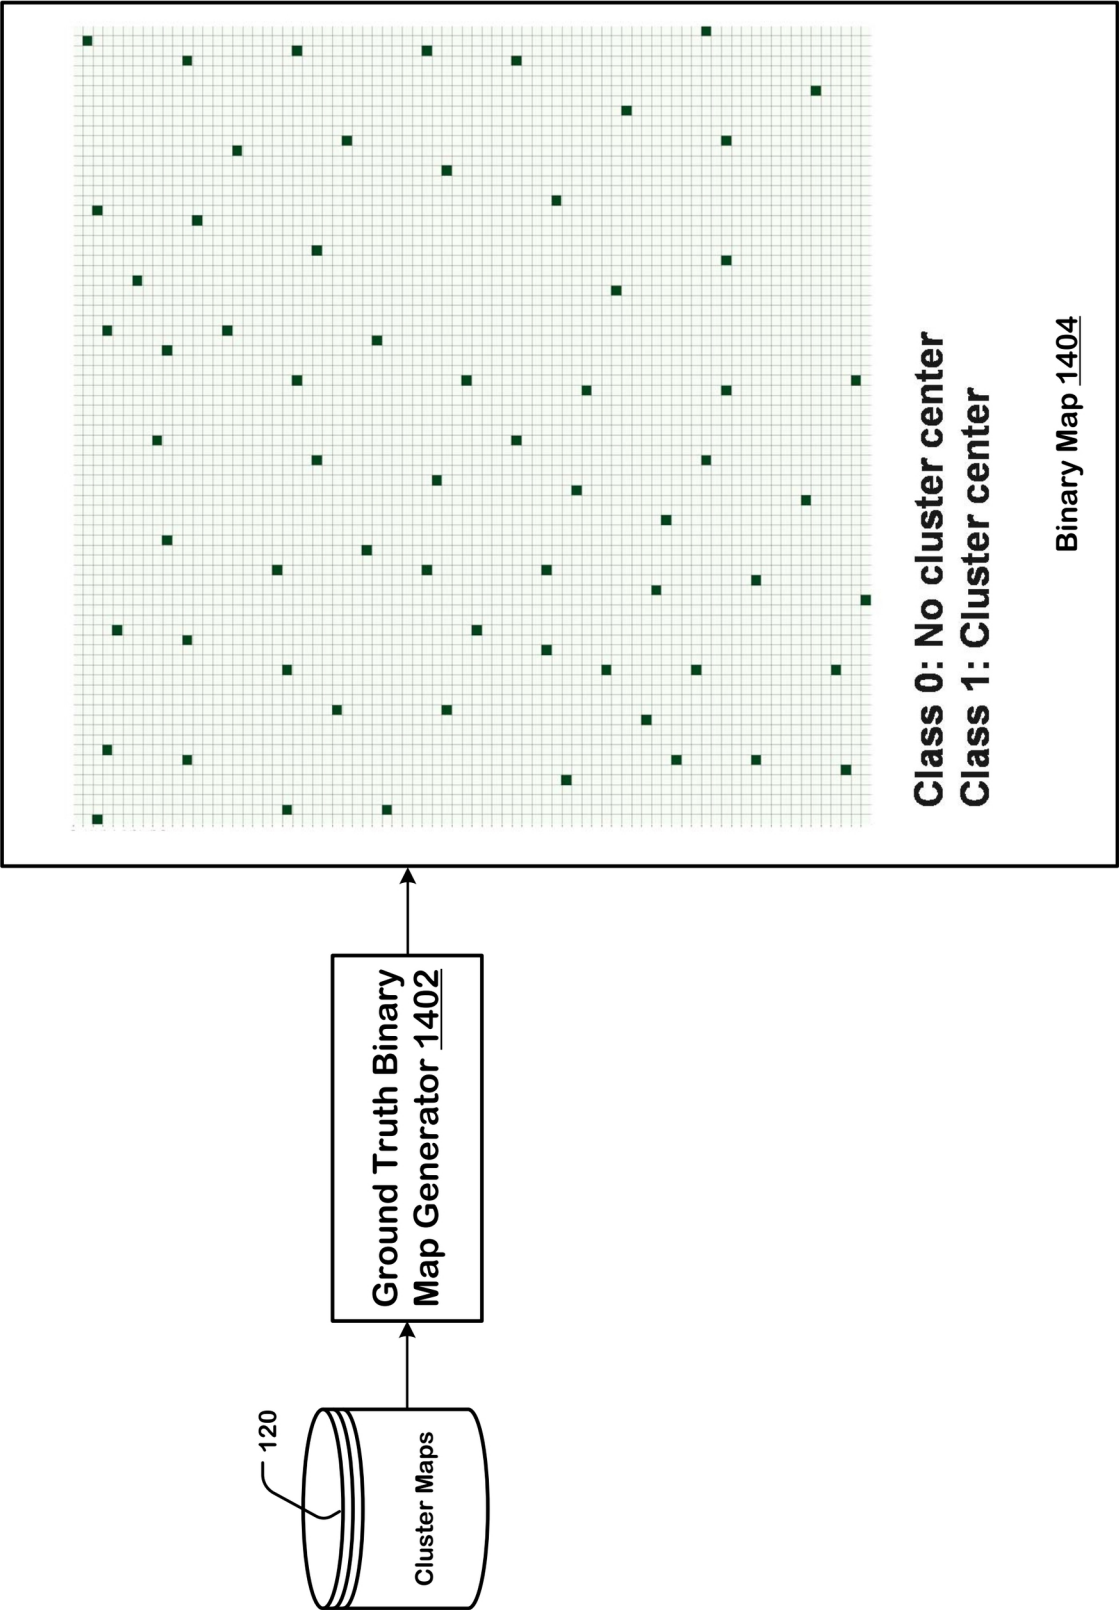 120
Cluster Maps
Ground Truth Binary
Map Generator 1402
Class 0: No cluster center
Class 1: Cluster center
Binary Map 1404